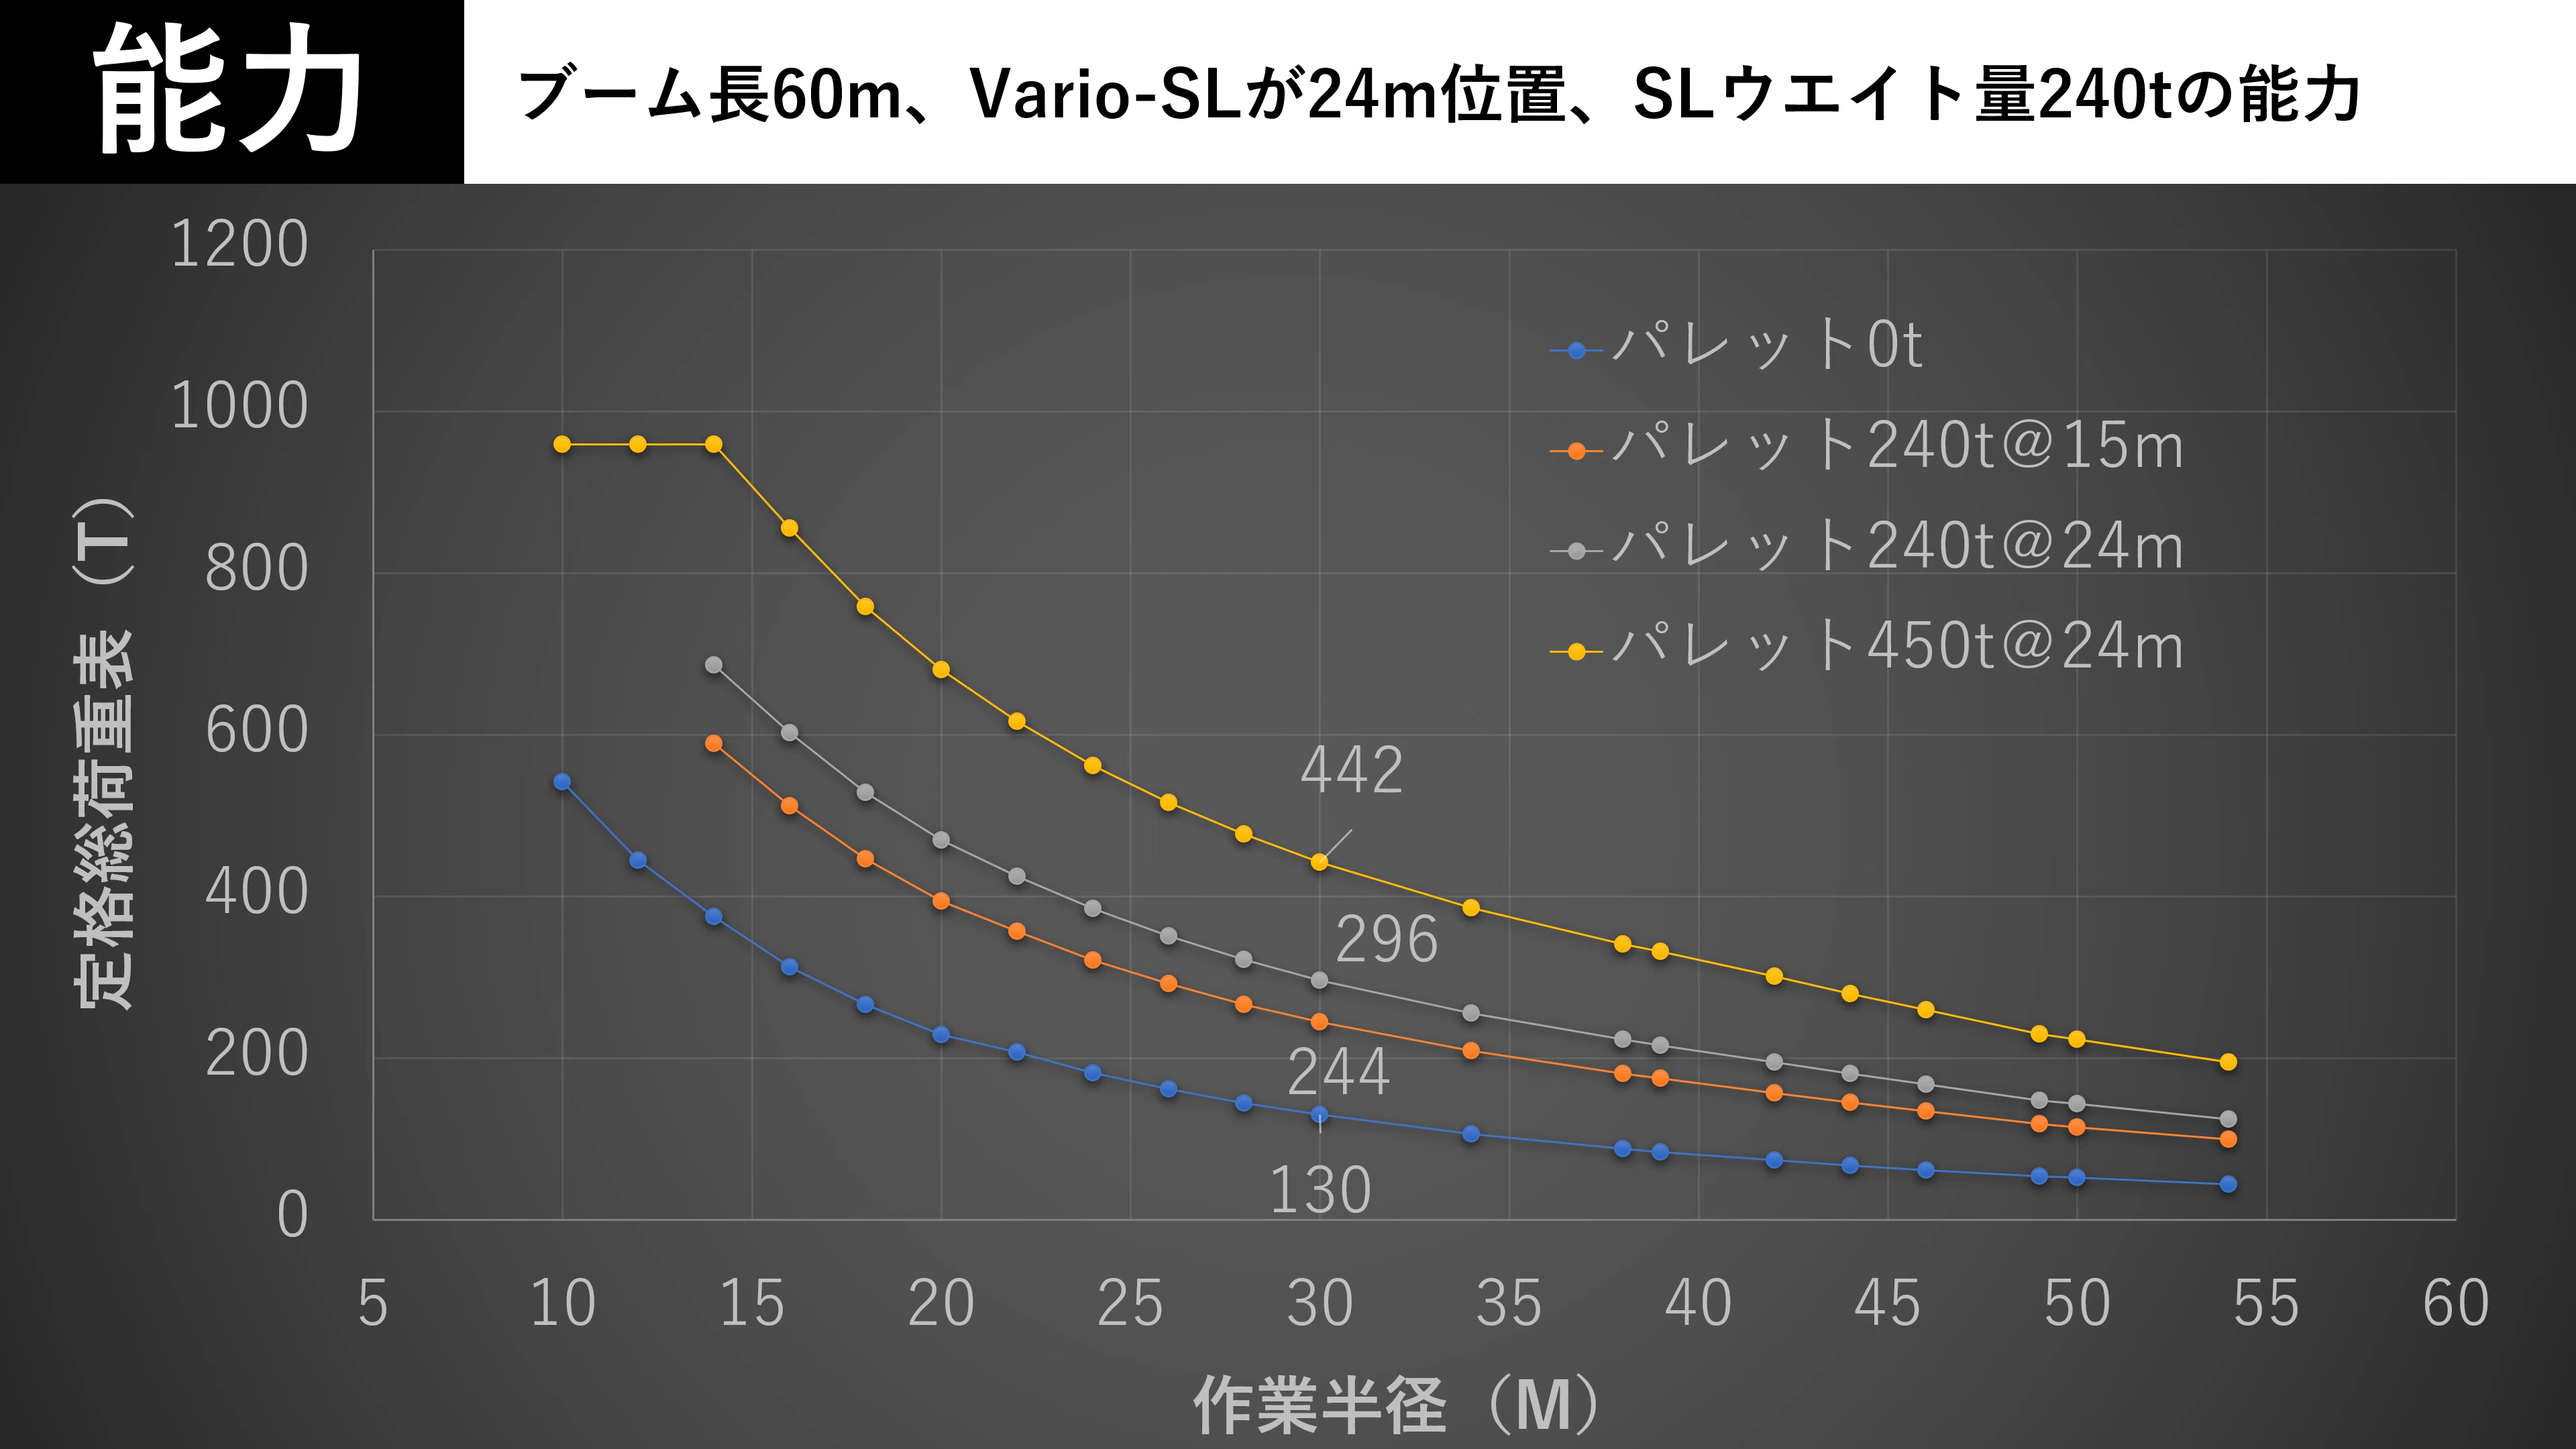 能力
ブーム長60m、Vario-SLが24m位置、SLウエイト量240tの能力
1200
1000
800
600
400
200
0
定格総荷重表（T）
パレット0t
パレット240t@15m
パレット240t@24m
パレット450t@24m
442
296
244
130
5 10 15 20 25 30 35 40 45 50 55 60
作業半径（M）